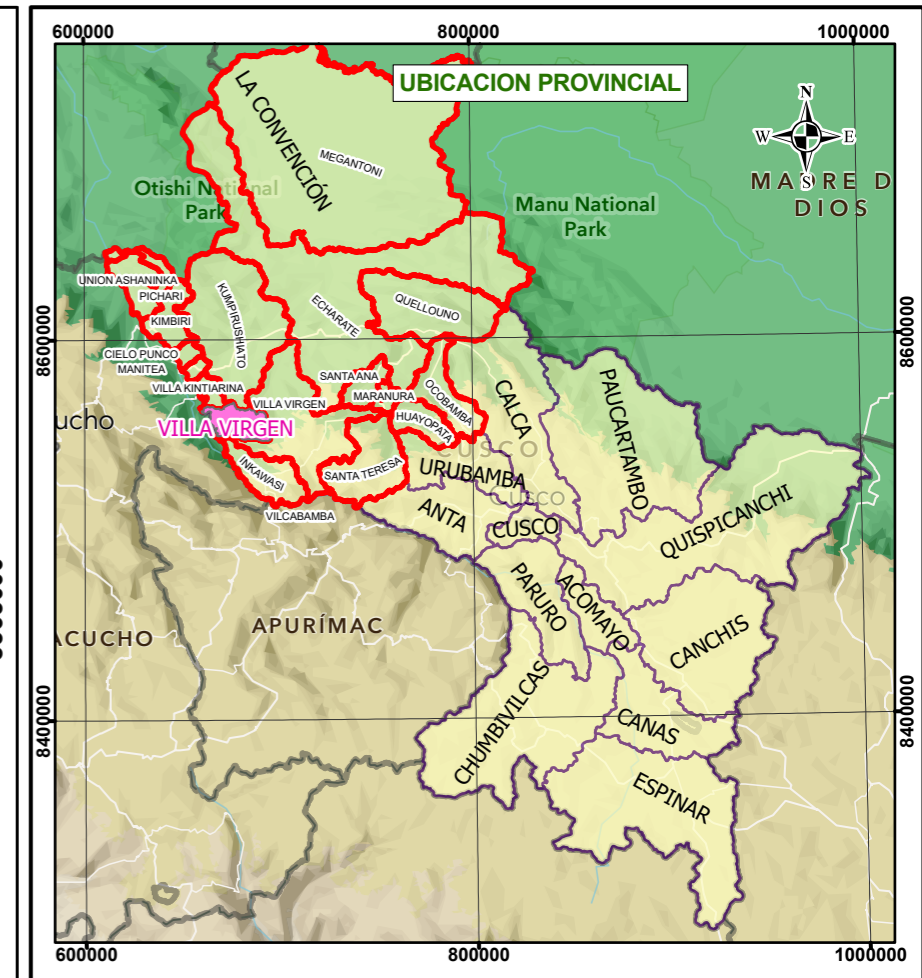 600000
800000
1000000
UBICACION PROVINCIAL
LA CONVENCIÓN
MEGANTONI
N
W
E
S
MADRE D
DIOS
Otishi National
Park
Manu National
Park
UNION ASHANINKA
PICHARI
KIMBIRI
KUMPIRUSHIATO
ECHARATE
QUELLOUNO
8600000
8600000
CIELO PUNCO
MANITEA
VILLA KINTIARINA
SANTA ANA
MARANURA
VILLA VIRGEN
OCOBAMBA
HUAYOPATA
CALCA
PAUCARTAMBO
ucho
VILLA VIRGEN
INKAWASI
SANTA TERESA
VILCABAMBA
CUSCO
URUBAMBA
CUSCO
ANTA
CUSCO
QUISPICANCHI
PARURO
ACOMAYO
CANCHIS
ACUCHO
APURÍMAC
CHUMBIVILCAS
CANAS
ESPINAR
8400000
8400000
600000
800000
1000000